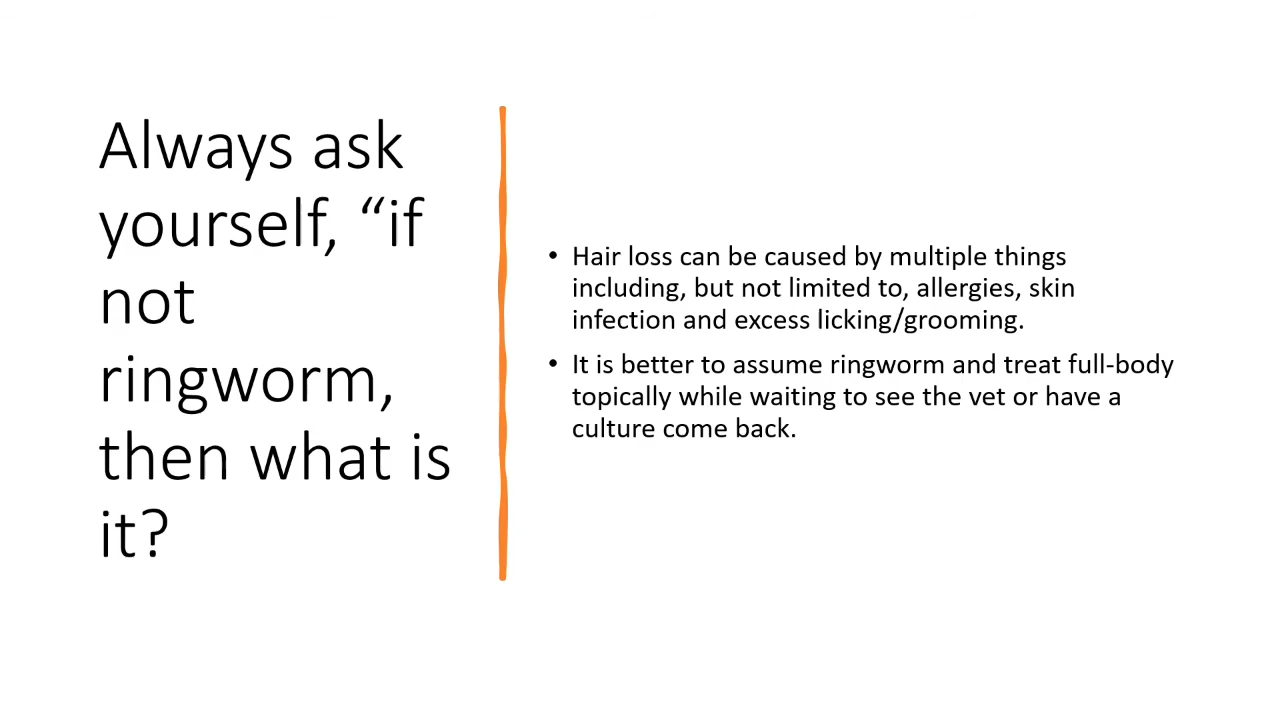 Always ask
yourself, “if
not
ringworm,
then what is
it?
• Hair loss can be caused by multiple things
including, but not limited to, allergies, skin
infection and excess licking/grooming.
• It is better to assume ringworm and treat full-body
topically while waiting to see the vet or have a
culture come back.